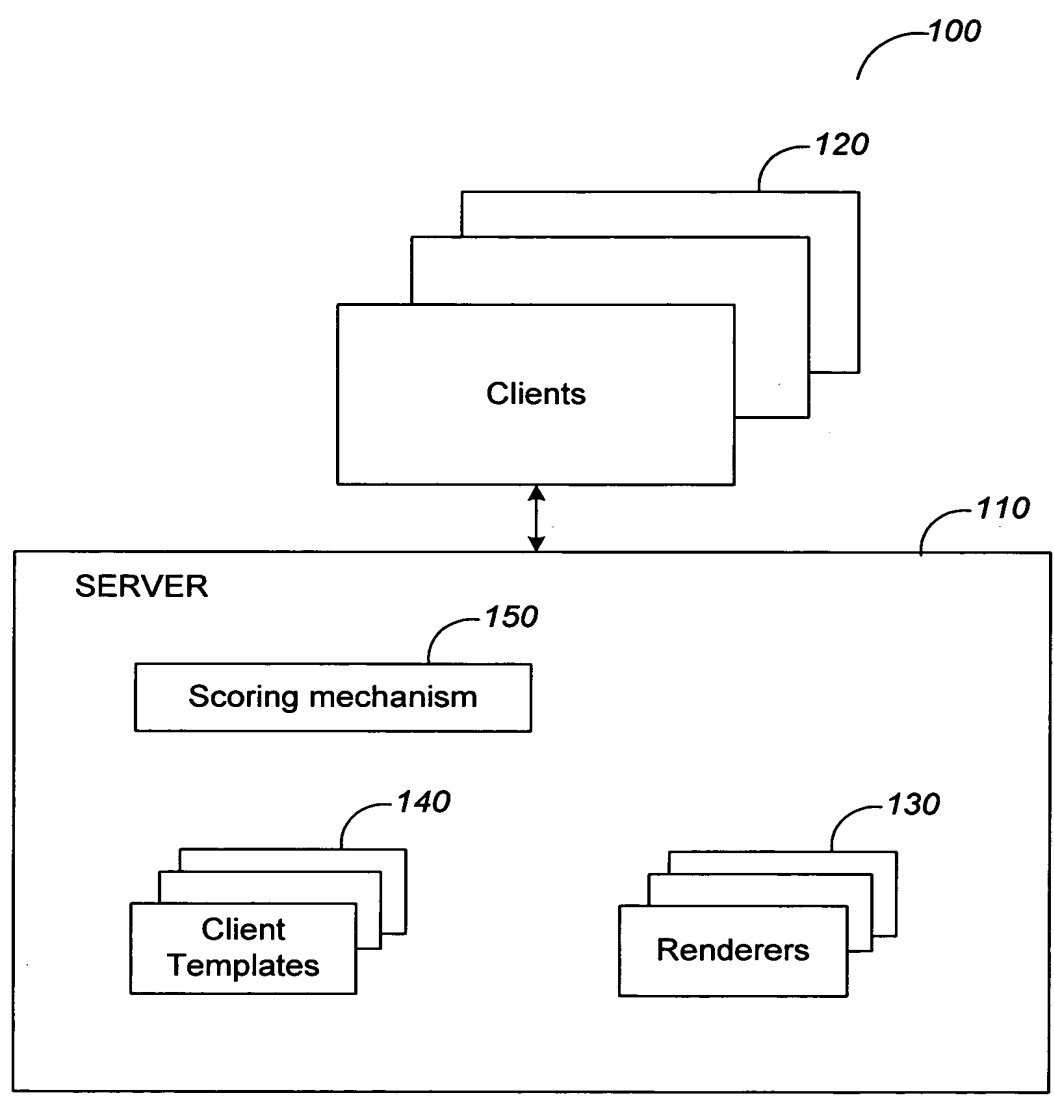 100
120
Clients
110
SERVER
150
Scoring mechanism
140
130
Client
Templates
Renderers